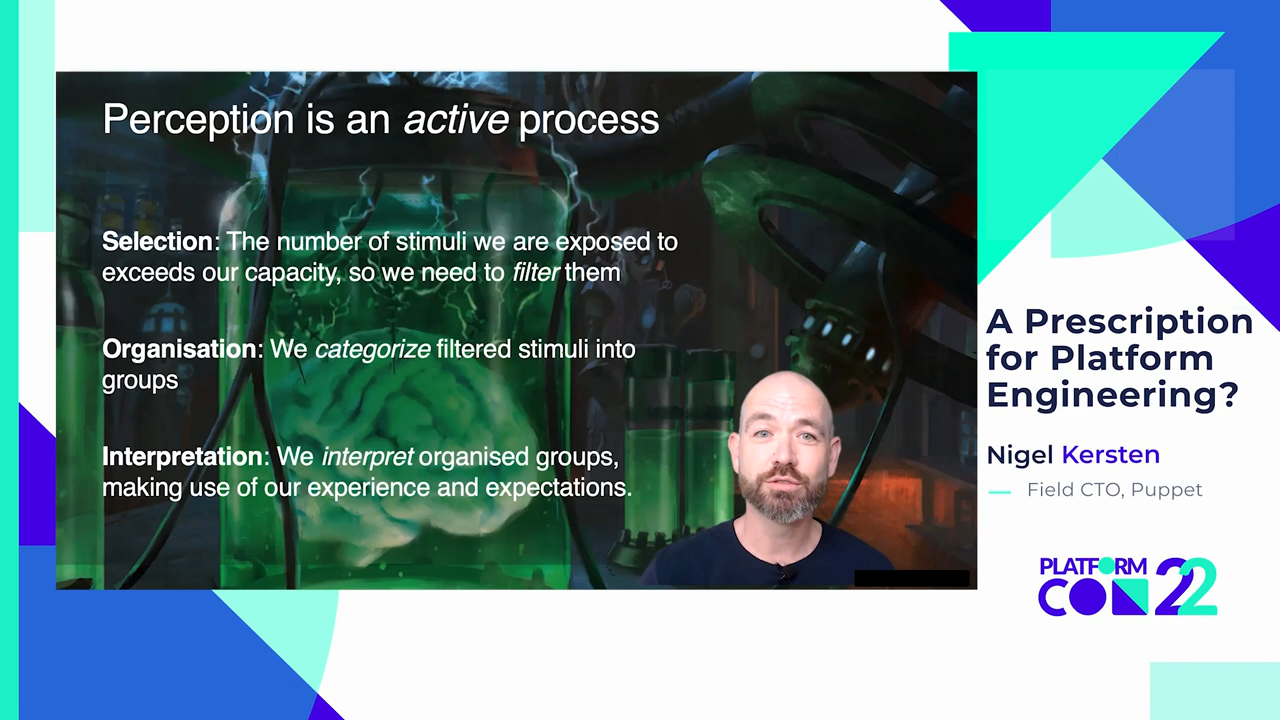 Perception is an active process
Selection: The number of stimuli we are exposed to
exceeds our capacity, so we need to filter them
Organisation: We categorize filtered stimuli into
groups
Interpretation: We interpret organised groups,
making use of our experience and expectations.
A Prescription
for Platform
Engineering?
Nigel Kersten
Field CTO, Puppet
PLATFORM
CON 22